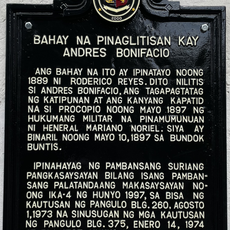 BAHAY NA PINAGLITISAN KAY
ANDRES BONIFACIO
ANG BAHAY NA ITO AY IPINATAYO NOONG
1889 NI RODERICO REYES. DITO NILITIS
SI ANDRES BONIFACIO, ANG TAGAPAGTATAG
NG KATIPUNAN AT ANG KANYANG KAPATID
NA SI PROCOPIO NOONG MAYO 1897 NG
HUKUMANG MILITAR NA PINAMUNUAN
NI HENERAL MARIANO NORIEL. SIYA AY
BINARIL NOONG MAYO 10, 1897 SA BUNDOK
BUNTIS.
IPINAHAYAG NG PAMBANSANG SURIANG
PANGKASAYSAYAN BILANG ISANG PAMBAN-
SANG PALATANDAANG MAKASAYSAYAN NO-
ONG IKA-4 NG HUNYO 1997, SA BISA NG
KAUTUSAN NG PANGULO BLG. 260, AGOSTO
1, 1973 NA SINUSUGAN NG MGA KAUTUSAN
NG PANGULO BLG. 375, ENERO 14, 1974